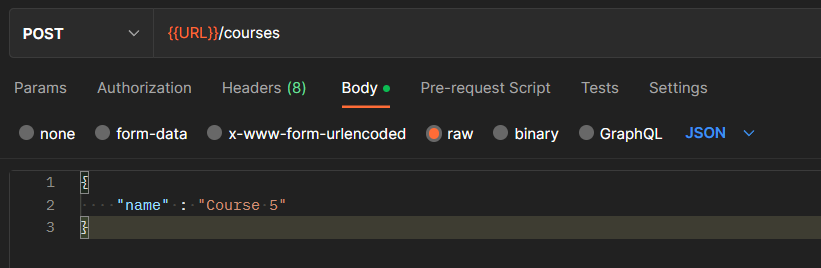 POST {{URL}}/courses
Params Authorization Headers (8) Body Pre-request Script Tests Settings
none form-data x-www-form-urlencoded raw binary GraphQL JSON
1 {
2 "name" : "Course 5"
3 }